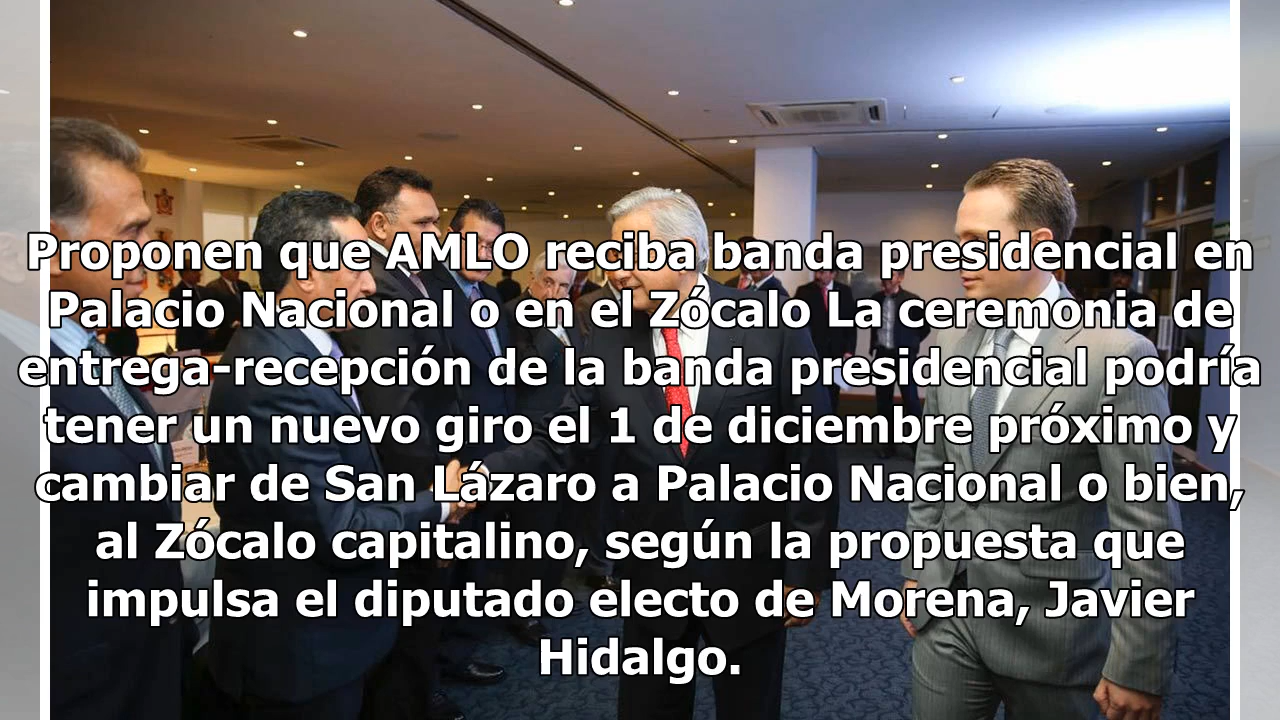 Proponen que AMLO reciba banda presidencial en
Palacio Nacional o en el Zócalo La ceremonia de
entrega-recepción de la banda presidencial podría
tener un nuevo giro el 1 de diciembre próximo y
cambiar de San Lázaro a Palacio Nacional o bien,
al Zócalo capitalino, según la propuesta que
impulsa el diputado electo de Morena, Javier
Hidalgo.